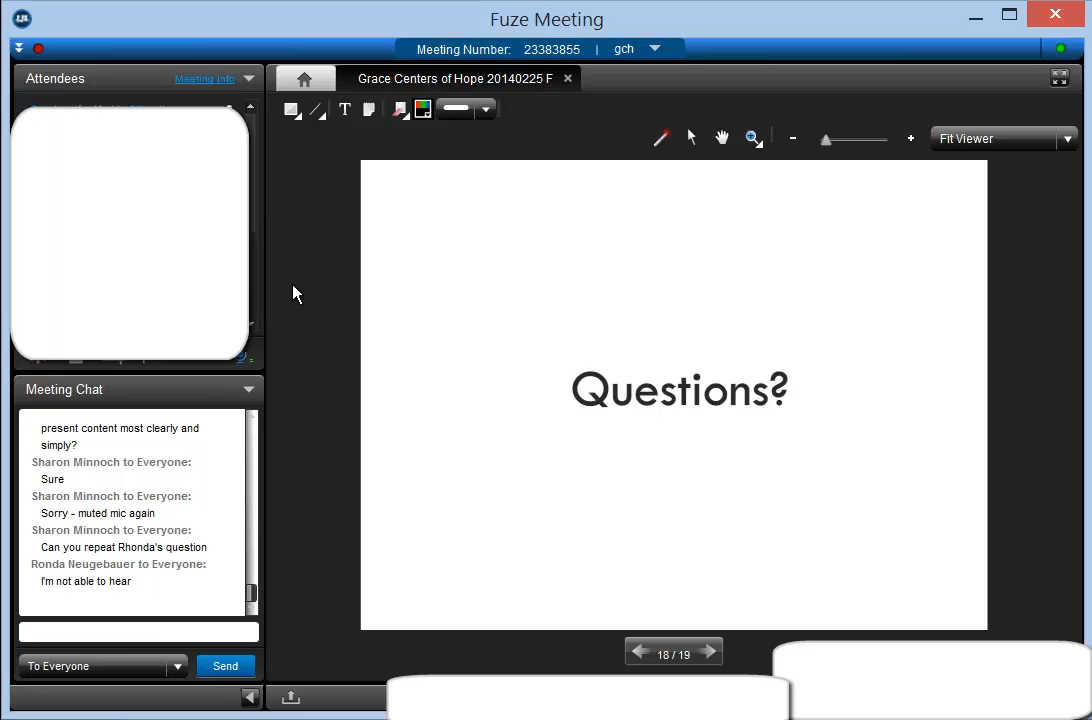 Fuze Meeting
Meeting Number: 23383855 | gch
Attendees
Meeting Info
Grace Centers of Hope 20140225 F
T
Fit Viewer
Questions?
Meeting Chat
present content most clearly and
simply?
Sharon Minnoch to Everyone:
Sure
Sharon Minnoch to Everyone:
Sorry - muted mic again
Sharon Minnoch to Everyone:
Can you repeat Rhonda's question
Ronda Neugebauer to Everyone:
I'm not able to hear
18 / 19
To Everyone
Send